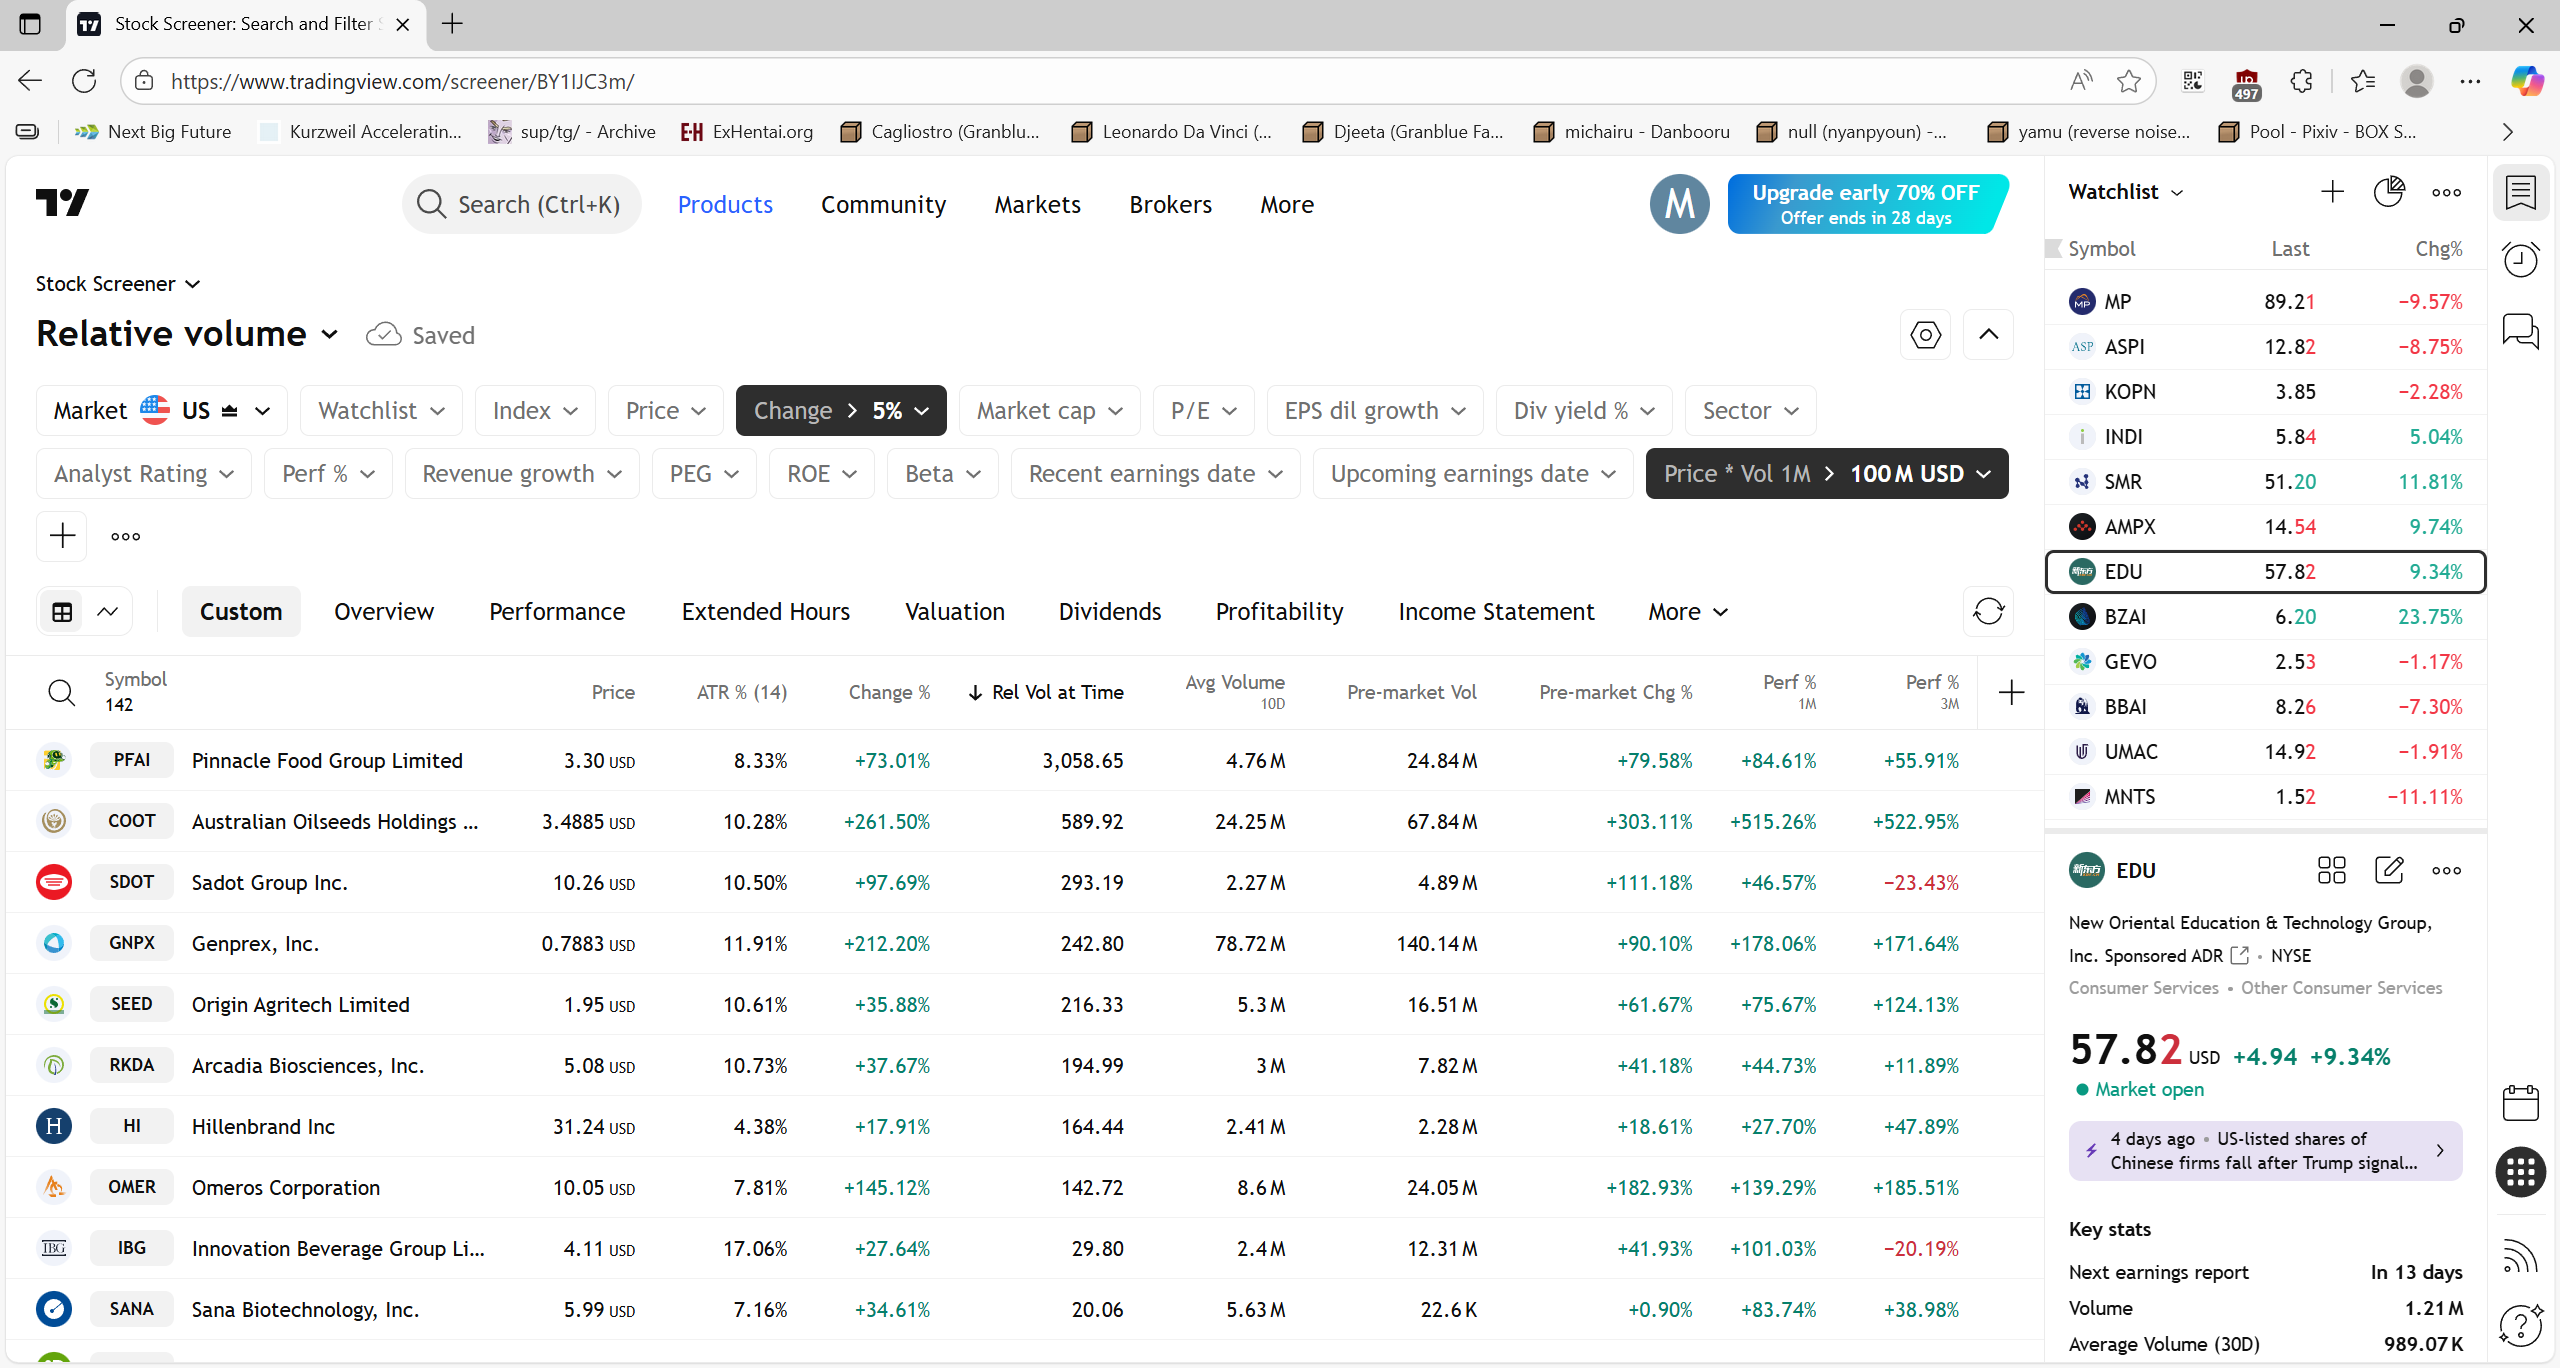 Stock Screener: Search and Filter S
https://www.tradingview.com/screener/BY1IJC3m/
497
Next Big Future
Kurzweil Acceleratin...
sup/tg/ - Archive
ExHentai.org
Cagliostro (Granblu...
Leonardo Da Vinci (...
Djeeta (Granblue Fa...
michairu - Danbooru
null (nyanpyoun) -...
yamu (reverse noise...
Pool - Pixiv - BOX S...
Search (Ctrl+K)
Products
Community
Markets
Brokers
More
M
Upgrade early 70% OFF
Offer ends in 28 days
Stock Screener
Relative volume
Saved
Market US
Watchlist
Index
Price
Change > 5%
Market cap
P/E
EPS dil growth
Div yield %
Sector
Analyst Rating
Perf %
Revenue growth
PEG
ROE
Beta
Recent earnings date
Upcoming earnings date
Price * Vol 1M > 100 M USD
Custom
Overview
Performance
Extended Hours
Valuation
Dividends
Profitability
Income Statement
More
Symbol 142 Price ATR % (14) Change % Rel Vol at Time Avg Volume 10D Pre-market Vol Pre-market Chg % Perf % 1M Perf % 3M
PFAI Pinnacle Food Group Limited 3.30 USD 8.33% +73.01% 3,058.65 4.76 M 24.84 M +79.58% +84.61% +55.91%
COOT Australian Oilseeds Holdings ... 3.4885 USD 10.28% +261.50% 589.92 24.25 M 67.84 M +303.11% +515.26% +522.95%
SDOT Sadot Group Inc. 10.26 USD 10.50% +97.69% 293.19 2.27 M 4.89 M +111.18% +46.57% −23.43%
GNPX Genprex, Inc. 0.7883 USD 11.91% +212.20% 242.80 78.72 M 140.14 M +90.10% +178.06% +171.64%
SEED Origin Agritech Limited 1.95 USD 10.61% +35.88% 216.33 5.3 M 16.51 M +61.67% +75.67% +124.13%
RKDA Arcadia Biosciences, Inc. 5.08 USD 10.73% +37.67% 194.99 3 M 7.82 M +41.18% +44.73% +11.89%
H HI Hillenbrand Inc 31.24 USD 4.38% +17.91% 164.44 2.41 M 2.28 M +18.61% +27.70% +47.89%
OMER Omeros Corporation 10.05 USD 7.81% +145.12% 142.72 8.6 M 24.05 M +182.93% +139.29% +185.51%
IBG IBG Innovation Beverage Group Li... 4.11 USD 17.06% +27.64% 29.80 2.4 M 12.31 M +41.93% +101.03% −20.19%
SANA Sana Biotechnology, Inc. 5.99 USD 7.16% +34.61% 20.06 5.63 M 22.6 K +0.90% +83.74% +38.98%
Watchlist
Symbol Last Chg%
MP MP 89.21 −9.57%
ASP ASPI 12.82 −8.75%
KOPN 3.85 −2.28%
INDI 5.84 5.04%
SMR 51.20 11.81%
AMPX 14.54 9.74%
新东方 EDU 57.82 9.34%
BZAI 6.20 23.75%
GEVO 2.53 −1.17%
BBAI 8.26 −7.30%
UMAC 14.92 −1.91%
MNTS 1.52 −11.11%
新东方 EDU
New Oriental Education & Technology Group,
Inc. Sponsored ADR • NYSE
Consumer Services • Other Consumer Services
57.82 USD +4.94 +9.34%
Market open
4 days ago • US-listed shares of
Chinese firms fall after Trump signal...
Key stats
Next earnings report In 13 days
Volume 1.21 M
Average Volume (30D) 989.07 K